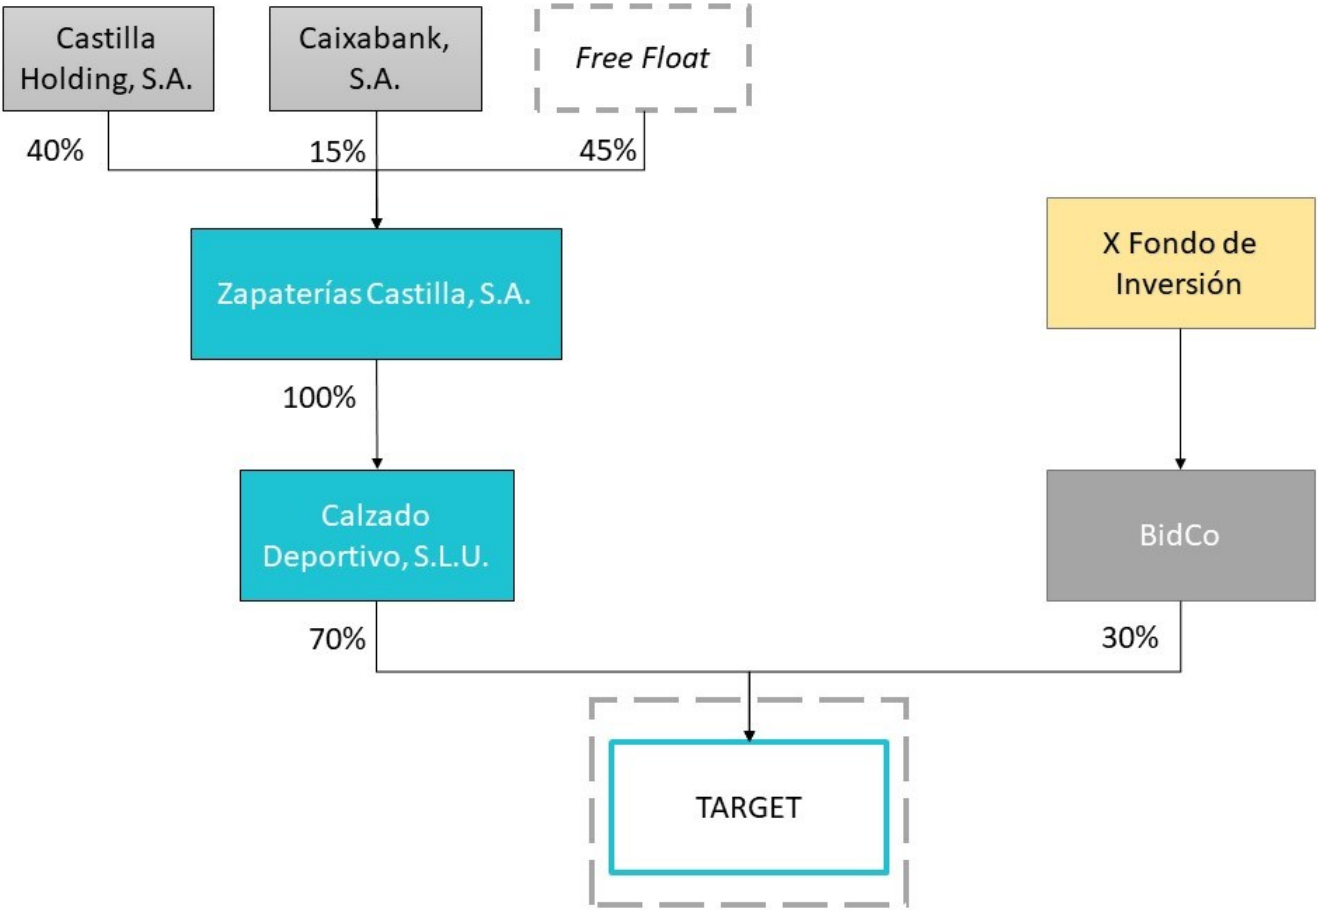 Castilla
Holding, S.A.
Caixabank,
S.A.
Free Float
40%
15%
45%
Zapaterías Castilla, S.A.
X Fondo de
Inversión
100%
Calzado
Deportivo, S.L.U.
BidCo
70%
30%
TARGET